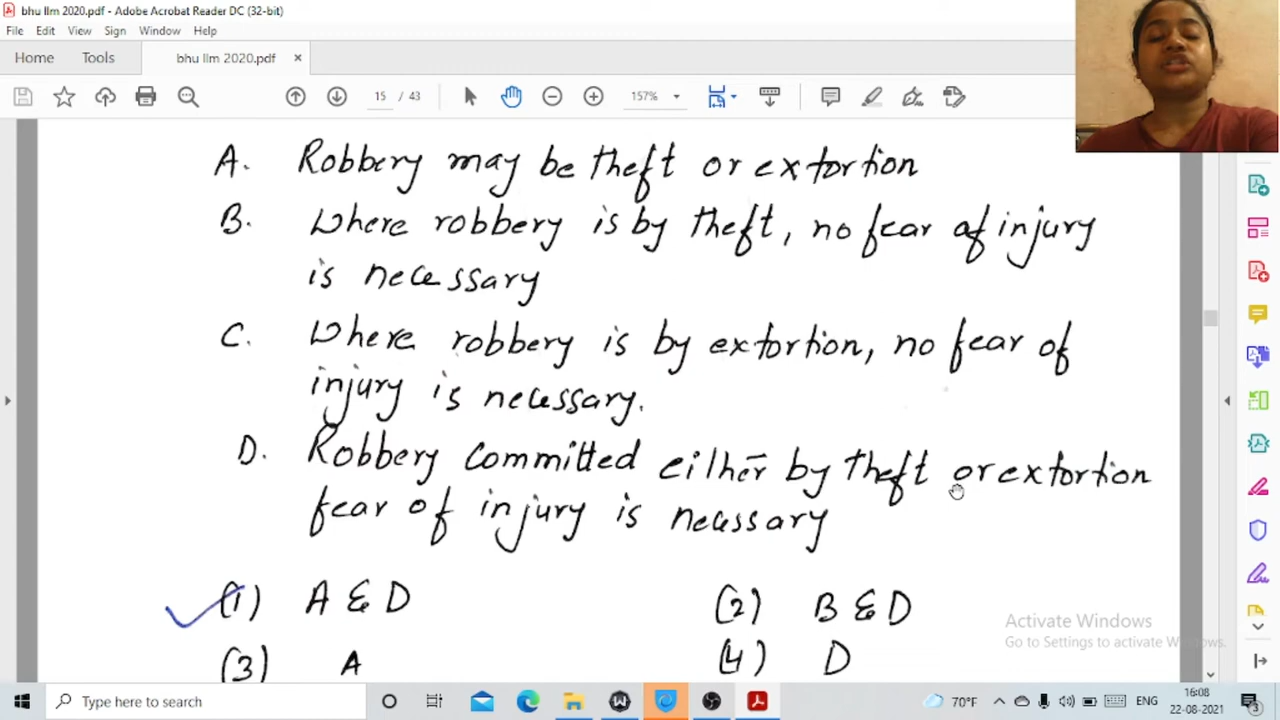 bhu llm 2020.pdf - Adobe Acrobat Reader DC (32-bit)
File Edit View Sign Window Help
Home Tools bhu llm 2020.pdf ×
15 / 43 157%
A. Robbery may be theft or extortion
B. Where robbery is by theft, no fear of injury
is necessary
C. Where robbery is by extortion, no fear of
injury is necessary.
D. Robbery committed either by theft or extortion
fear of injury is necessary
(1) A & D (2) B & D
(3) A (4) D
Activate Windows
Go to Settings to activate Windows.
Type here to search 70°F ENG 16:08
22-08-2021 3